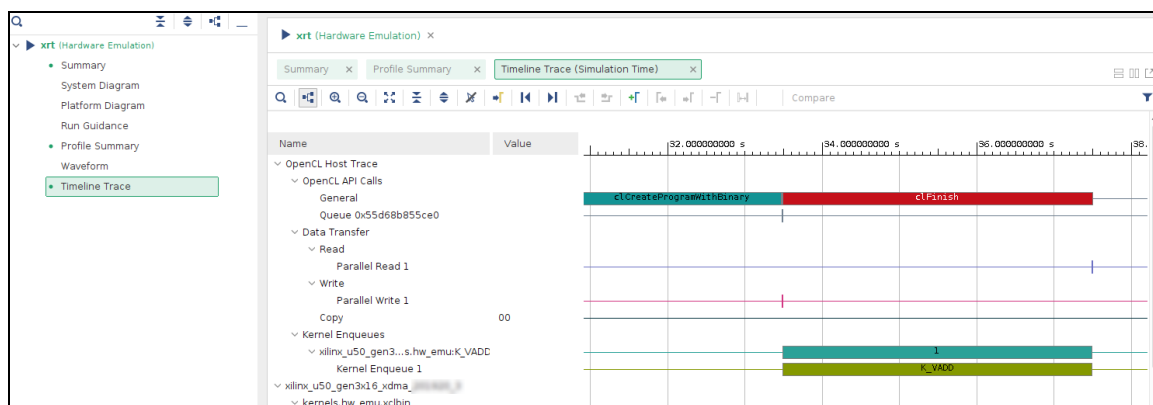 xrt (Hardware Emulation)
Summary
System Diagram
Platform Diagram
Run Guidance
Profile Summary
Waveform
Timeline Trace
xrt (Hardware Emulation)
Summary Profile Summary Timeline Trace (Simulation Time)
Compare
Name Value
32.000000000 s 34.000000000 s 36.000000000 s 38.
OpenCL Host Trace
OpenCL API Calls
General clCreateProgramWithBinary clFinish
Queue 0x55d68b855ce0
Data Transfer
Read
Parallel Read 1
Write
Parallel Write 1
Copy 00
Kernel Enqueues
xilinx_u50_gen3...s.hw_emu:K_VADD 1
Kernel Enqueue 1 K_VADD
xilinx_u50_gen3x16_xdma_
kernels.hw_emu.xclbin